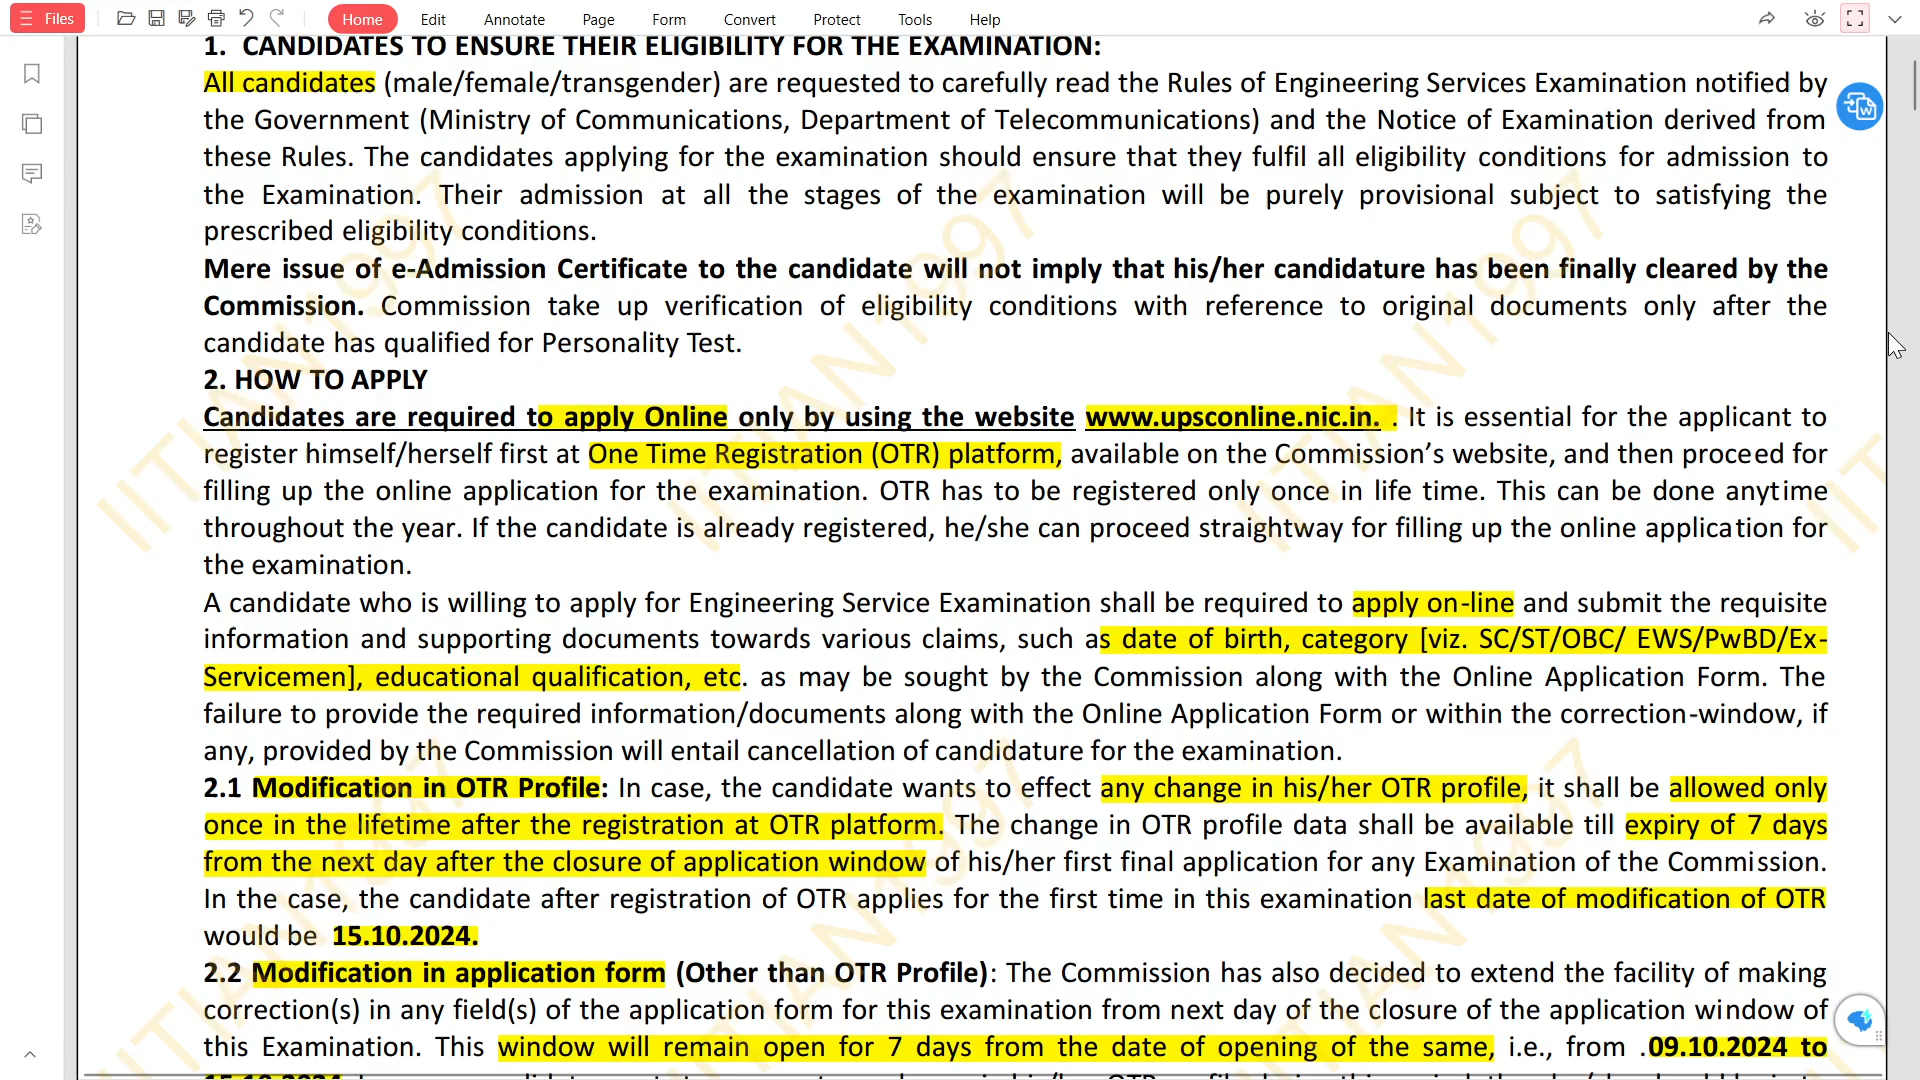 Files
Home Edit Annotate Page Form Convert Protect Tools Help
1. CANDIDATES TO ENSURE THEIR ELIGIBILITY FOR THE EXAMINATION:
All candidates (male/female/transgender) are requested to carefully read the Rules of Engineering Services Examination notified by
the Government (Ministry of Communications, Department of Telecommunications) and the Notice of Examination derived from
these Rules. The candidates applying for the examination should ensure that they fulfil all eligibility conditions for admission to
the Examination. Their admission at all the stages of the examination will be purely provisional subject to satisfying the
prescribed eligibility conditions.
Mere issue of e-Admission Certificate to the candidate will not imply that his/her candidature has been finally cleared by the
Commission. Commission take up verification of eligibility conditions with reference to original documents only after the
candidate has qualified for Personality Test.
2. HOW TO APPLY
Candidates are required to apply Online only by using the website www.upsconline.nic.in. . It is essential for the applicant to
register himself/herself first at One Time Registration (OTR) platform, available on the Commission’s website, and then proceed for
filling up the online application for the examination. OTR has to be registered only once in life time. This can be done anytime
throughout the year. If the candidate is already registered, he/she can proceed straightway for filling up the online application for
the examination.
A candidate who is willing to apply for Engineering Service Examination shall be required to apply on-line and submit the requisite
information and supporting documents towards various claims, such as date of birth, category [viz. SC/ST/OBC/ EWS/PwBD/Ex-
Servicemen], educational qualification, etc. as may be sought by the Commission along with the Online Application Form. The
failure to provide the required information/documents along with the Online Application Form or within the correction-window, if
any, provided by the Commission will entail cancellation of candidature for the examination.
2.1 Modification in OTR Profile: In case, the candidate wants to effect any change in his/her OTR profile, it shall be allowed only
once in the lifetime after the registration at OTR platform. The change in OTR profile data shall be available till expiry of 7 days
from the next day after the closure of application window of his/her first final application for any Examination of the Commission.
In the case, the candidate after registration of OTR applies for the first time in this examination last date of modification of OTR
would be 15.10.2024.
2.2 Modification in application form (Other than OTR Profile): The Commission has also decided to extend the facility of making
correction(s) in any field(s) of the application form for this examination from next day of the closure of the application window of
this Examination. This window will remain open for 7 days from the date of opening of the same, i.e., from .09.10.2024 to
IITIAN1997
IITIAN1997
IITIAN1997
IIT
IITIAN1997
IITIAN1997
IITIAN1997